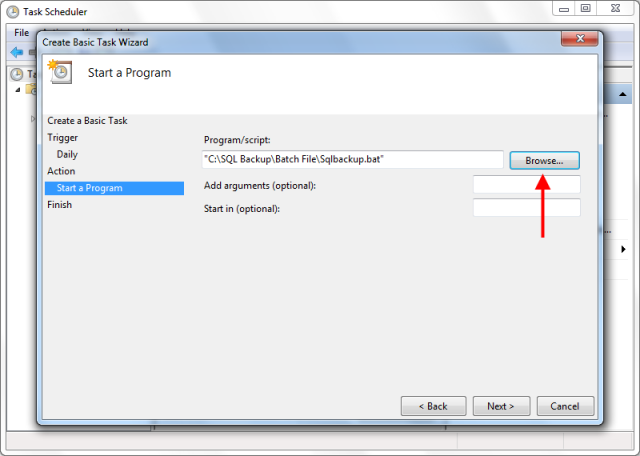 Task Scheduler
File
Create Basic Task Wizard
Start a Program
Create a Basic Task
Trigger
Daily
Action
Start a Program
Finish
Program/script:
"C:\SQL Backup\Batch File\Sqlbackup.bat"
Browse...
Add arguments (optional):
Start in (optional):
< Back
Next >
Cancel